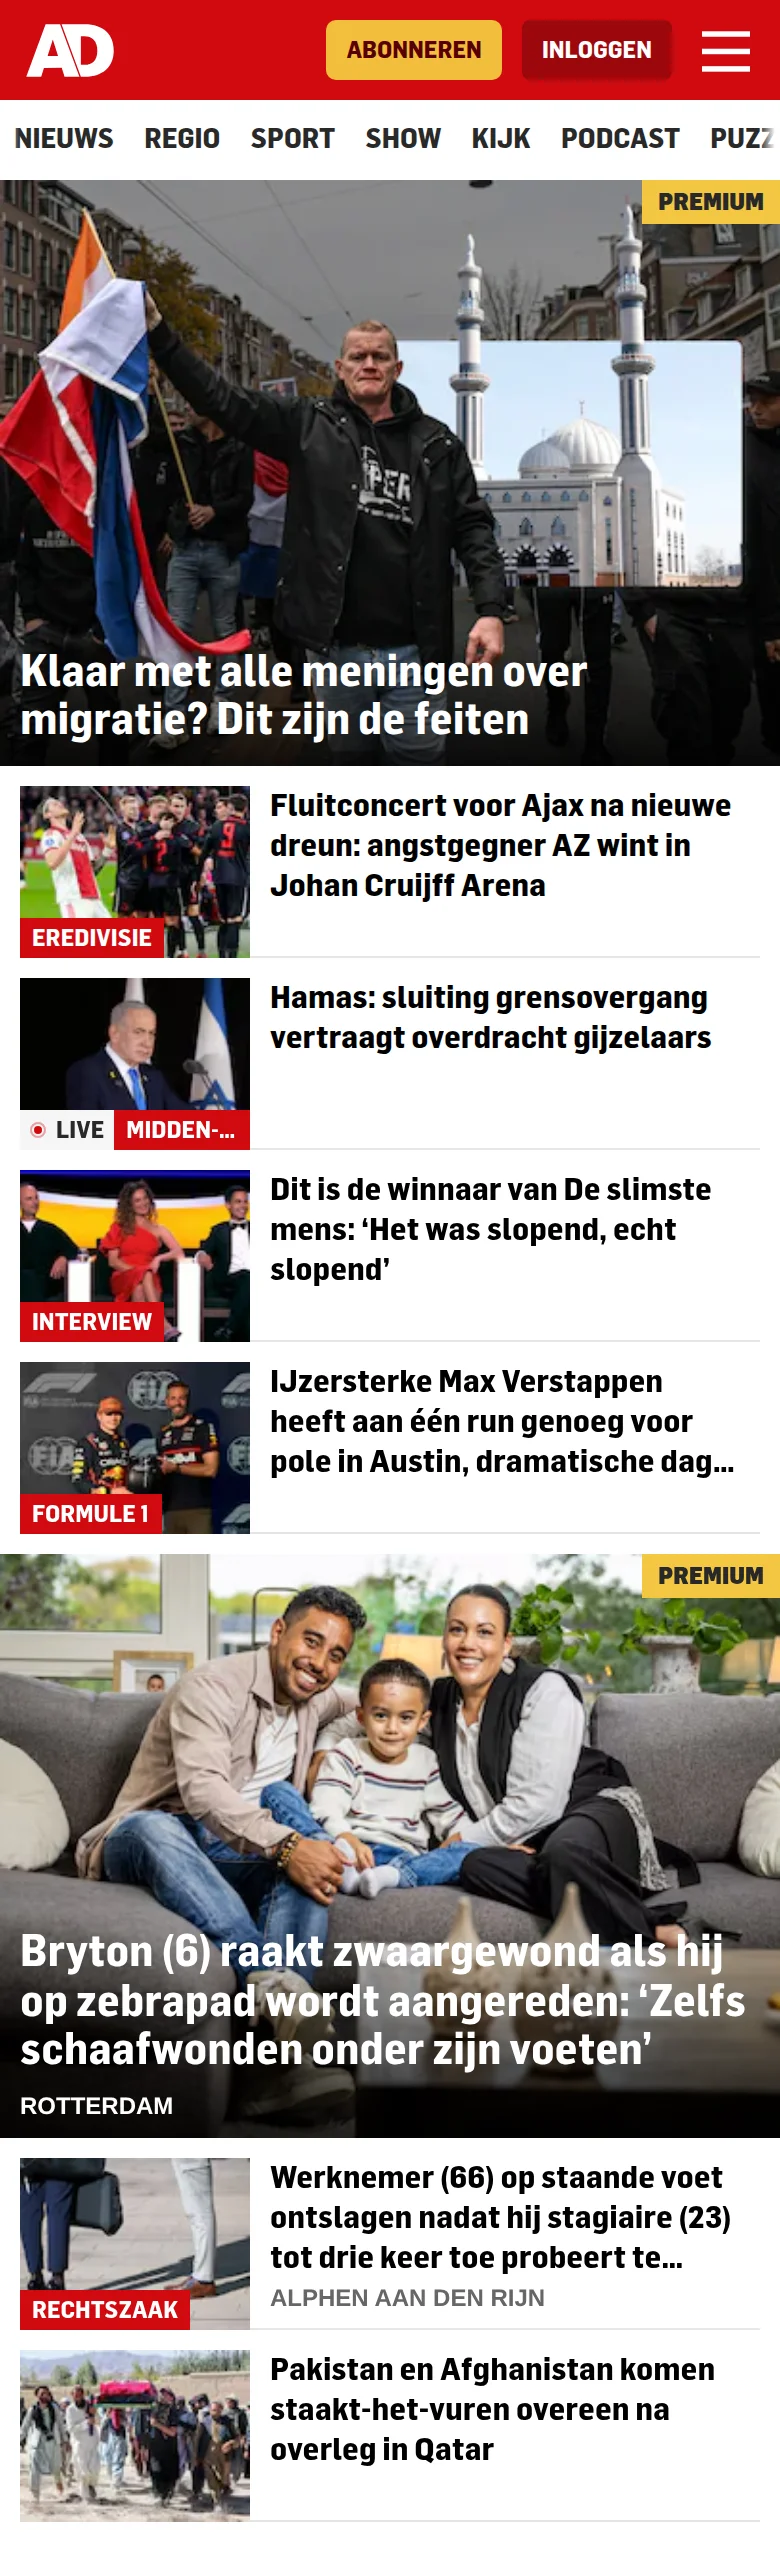 AD
ABONNEREN
INLOGGEN
NIEUWS REGIO SPORT SHOW KIJK PODCAST PUZZ
PREMIUM
Klaar met alle meningen over
migratie? Dit zijn de feiten
Fluitconcert voor Ajax na nieuwe
dreun: angstgegner AZ wint in
Johan Cruijff Arena
EREDIVISIE
Hamas: sluiting grensovergang
vertraagt overdracht gijzelaars
LIVE MIDDEN-...
Dit is de winnaar van De slimste
mens: ‘Het was slopend, echt
slopend’
INTERVIEW
IJzersterke Max Verstappen
heeft aan één run genoeg voor
pole in Austin, dramatische dag...
FORMULE 1
PREMIUM
Bryton (6) raakt zwaargewond als hij
op zebrapad wordt aangereden: ‘Zelfs
schaafwonden onder zijn voeten’
ROTTERDAM
Werknemer (66) op staande voet
ontslagen nadat hij stagiaire (23)
tot drie keer toe probeert te...
ALPHEN AAN DEN RIJN
RECHTSZAAK
Pakistan en Afghanistan komen
staakt-het-vuren overeen na
overleg in Qatar